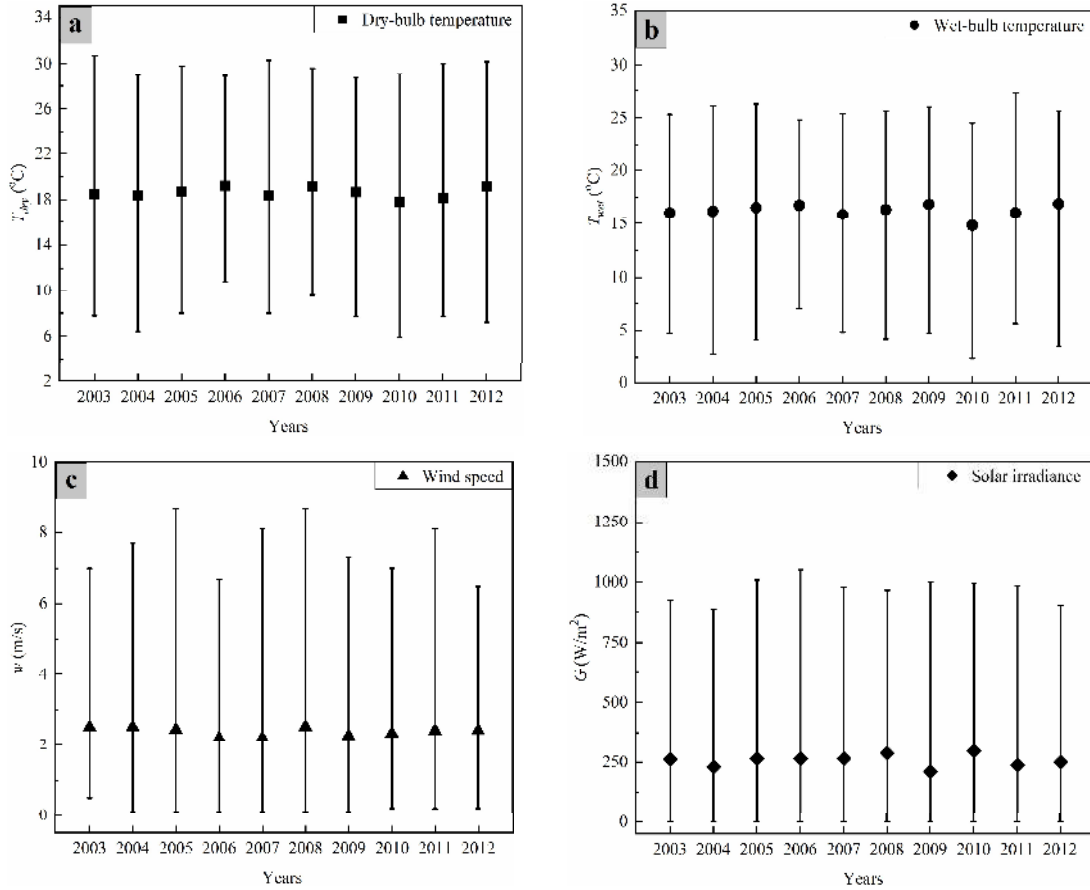 a
Dry-bulb temperature
34
30
26
22
18
14
10
6
2
T_dry (°C)
2003 2004 2005 2006 2007 2008 2009 2010 2011 2012
Years
b
Wet-bulb temperature
35
30
25
20
15
10
5
0
T_wet (°C)
2003 2004 2005 2006 2007 2008 2009 2010 2011 2012
Years
c
Wind speed
10
8
6
4
2
0
w (m/s)
2003 2004 2005 2006 2007 2008 2009 2010 2011 2012
Years
d
Solar irradiance
1500
1250
1000
750
500
250
0
G (W/m²)
2003 2004 2005 2006 2007 2008 2009 2010 2011 2012
Years